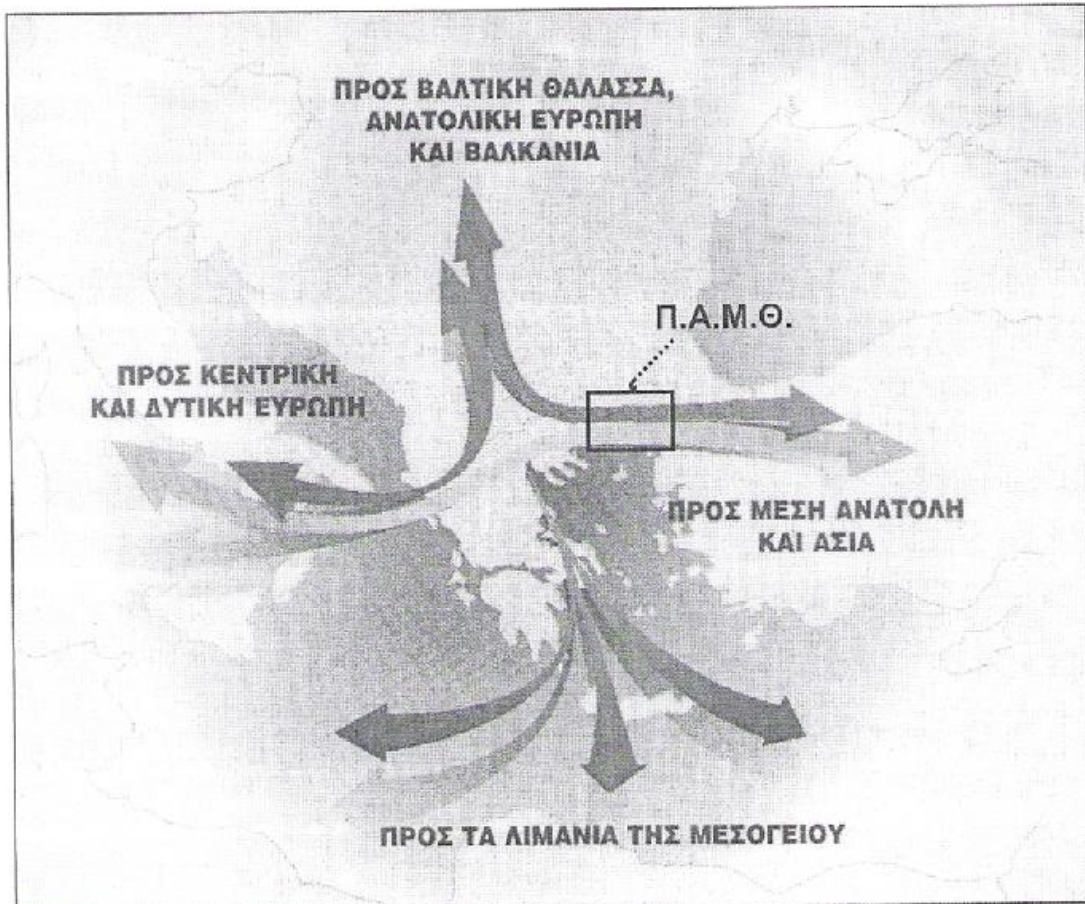 ΠΡΟΣ ΒΑΛΤΙΚΗ ΘΑΛΑΣΣΑ,
ΑΝΑΤΟΛΙΚΗ ΕΥΡΩΠΗ
ΚΑΙ ΒΑΛΚΑΝΙΑ
Π.Α.Μ.Θ.
ΠΡΟΣ ΚΕΝΤΡΙΚΗ
ΚΑΙ ΔΥΤΙΚΗ ΕΥΡΩΠΗ
ΠΡΟΣ ΜΕΣΗ ΑΝΑΤΟΛΗ
ΚΑΙ ΑΣΙΑ
ΠΡΟΣ ΤΑ ΛΙΜΑΝΙΑ ΤΗΣ ΜΕΣΟΓΕΙΟΥ